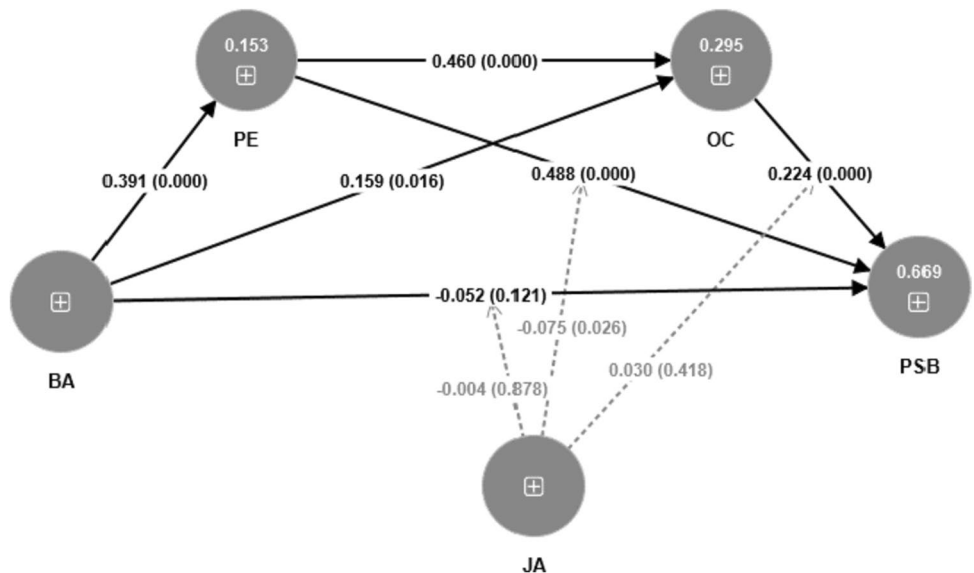 0.153
PE
0.460 (0.000)
0.295
OC
0.391 (0.000)
0.159 (0.016)
0.488 (0.000)
0.224 (0.000)
BA
-0.052 (0.121)
0.669
PSB
-0.075 (0.026)
0.030 (0.418)
-0.004 (0.878)
JA